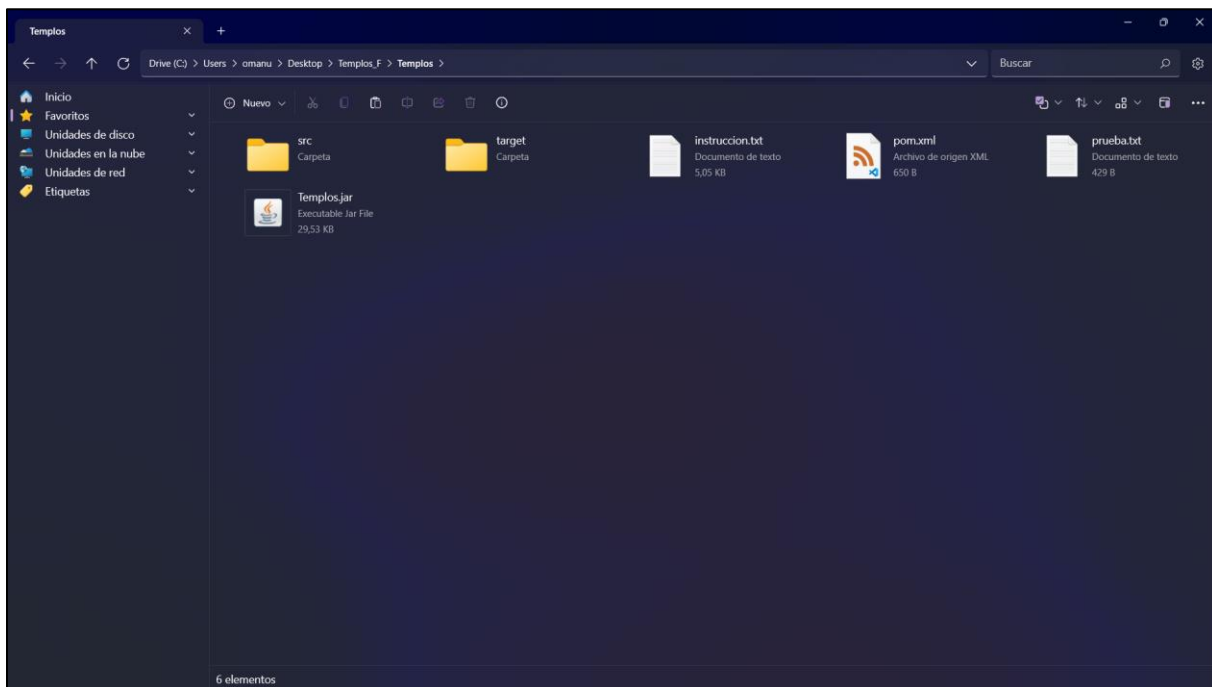 Templos
Drive (C:) > Users > omanu > Desktop > Templos_F > Templos >
Buscar
Inicio
Favoritos
Unidades de disco
Unidades en la nube
Unidades de red
Etiquetas
Nuevo
src
Carpeta
target
Carpeta
instruccion.txt
Documento de texto
5,05 KB
pom.xml
Archivo de origen XML
650 B
prueba.txt
Documento de texto
429 B
Templos.jar
Executable Jar File
29,53 KB
6 elementos